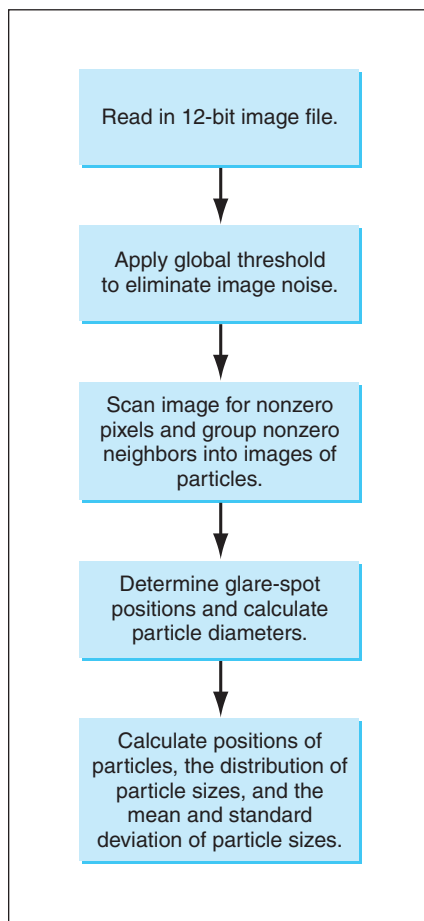 Read in 12-bit image file.
Apply global threshold
to eliminate image noise.
Scan image for nonzero
pixels and group nonzero
neighbors into images of
particles.
Determine glare-spot
positions and calculate
particle diameters.
Calculate positions of
particles, the distribution of
particle sizes, and the
mean and standard
deviation of particle sizes.